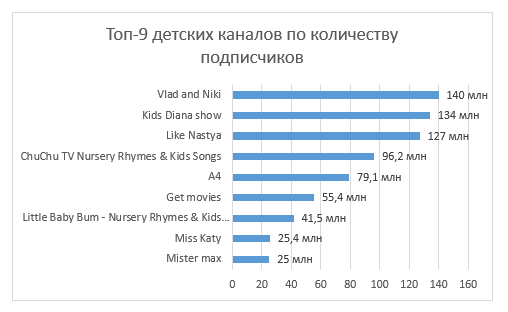 Топ-9 детских каналов по количеству
подписчиков
Vlad and Niki 140 млн
Kids Diana show 134 млн
Like Nastya 127 млн
ChuChu TV Nursery Rhymes & Kids Songs 96,2 млн
A4 79,1 млн
Get movies 55,4 млн
Little Baby Bum - Nursery Rhymes & Kids... 41,5 млн
Miss Katy 25,4 млн
Mister max 25 млн
0 20 40 60 80 100 120 140 160